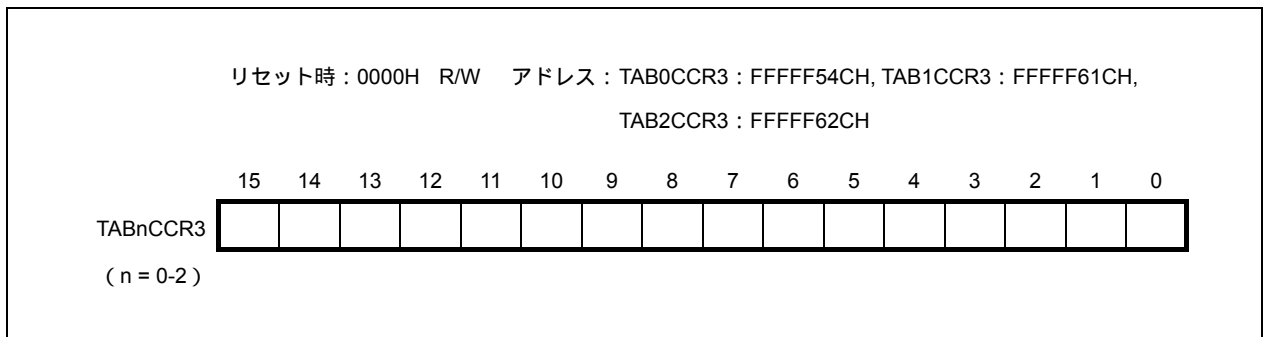 リセット時：0000H R/W アドレス：TAB0CCR3：FFFFF54CH, TAB1CCR3：FFFFF61CH,
TAB2CCR3：FFFFF62CH
15 14 13 12 11 10 9 8 7 6 5 4 3 2 1 0
TABnCCR3
（n = 0-2）